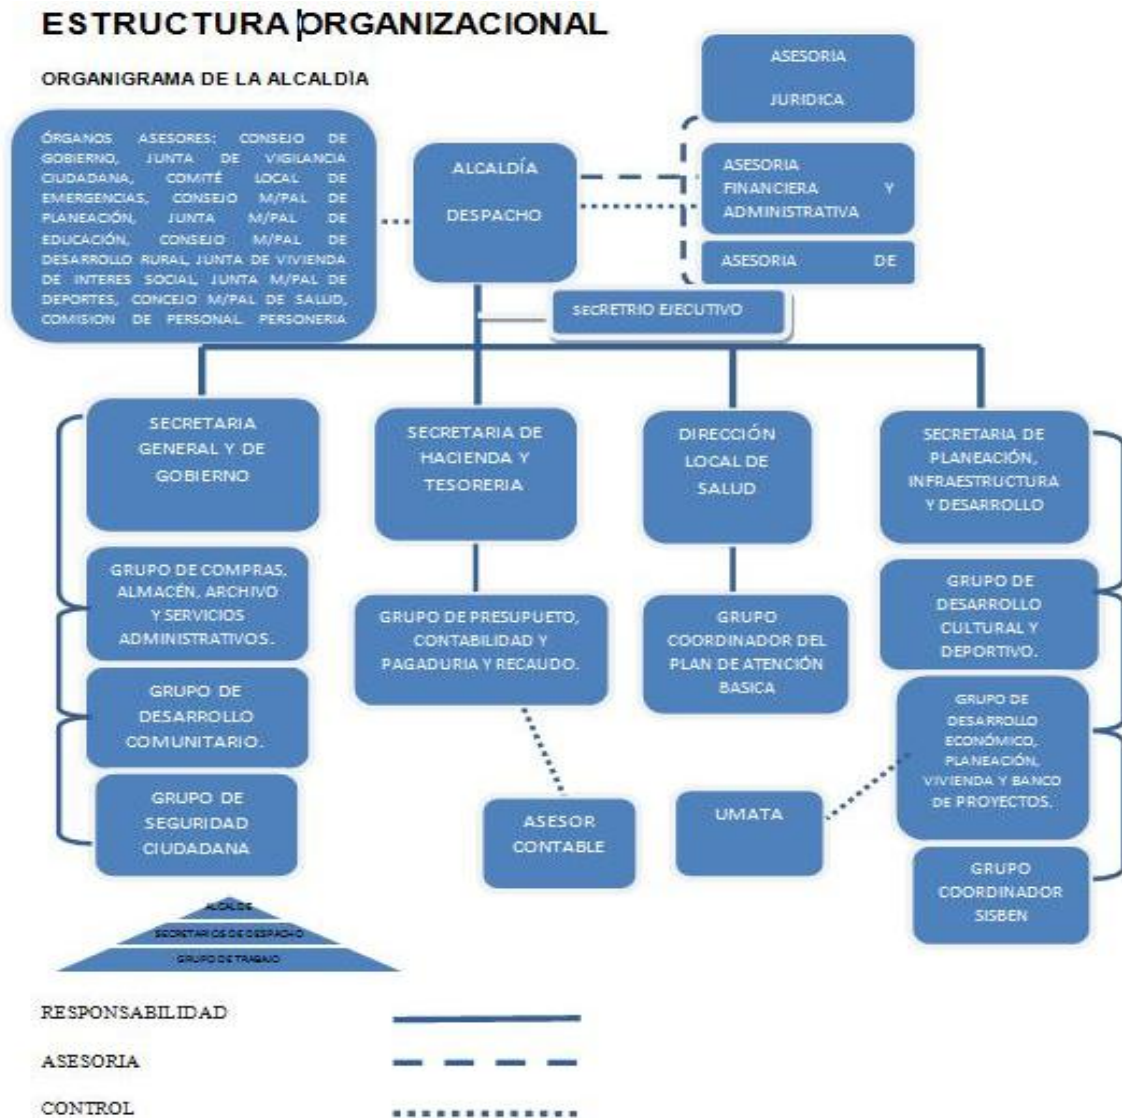 ESTRUCTURA ORGANIZACIONAL
ORGANIGRAMA DE LA ALCALDÌA
ASESORIA
JURIDICA
ÓRGANOS ASESORES: CONSEJO DE
GOBIERNO, JUNTA DE VIGILANCIA
CIUDADANA, COMITÉ LOCAL DE
EMERGENCIAS, CONSEJO M/PAL DE
PLANEACIÓN, JUNTA M/PAL DE
EDUCACIÓN, CONSEJO M/PAL DE
DESARROLLO RURAL, JUNTA DE VIVIENDA
DE INTERES SOCIAL, JUNTA M/PAL DE
DEPORTES, CONCEJO M/PAL DE SALUD,
COMISION DE PERSONAL. PERSONERIA
ALCALDÍA
DESPACHO
ASESORIA
FINANCIERA Y
ADMINISTRATIVA
ASESORIA DE
SECRETRIO EJECUTIVO
SECRETARIA
GENERAL Y DE
GOBIERNO
SECRETARIA DE
HACIENDA Y
TESORERIA
DIRECCIÓN
LOCAL DE
SALUD
SECRETARIA DE
PLANEACIÓN,
INFRAESTRUCTURA
Y DESARROLLO
GRUPO DE COMPRAS,
ALMACÉN, ARCHIVO
Y SERVICIOS
ADMINISTRATIVOS.
GRUPO DE PRESUPUETO,
CONTABILIDAD Y
PAGADURIA Y RECAUDO.
GRUPO
COORDINADOR DEL
PLAN DE ATENCIÓN
BASICA
GRUPO DE
DESARROLLO
CULTURAL Y
DEPORTIVO.
GRUPO DE
DESARROLLO
COMUNITARIO.
GRUPO DE
DESARROLLO
ECONÓMICO,
PLANEACIÓN,
VIVIENDA Y BANCO
DE PROYECTOS.
GRUPO DE
SEGURIDAD
CIUDADANA
ASESOR
CONTABLE
UMATA
GRUPO
COORDINADOR
SISBEN
ALCALDE
SECRETARIOS DE DESPACHO
GRUPO DE TRABAJO
RESPONSABILIDAD
ASESORIA
CONTROL